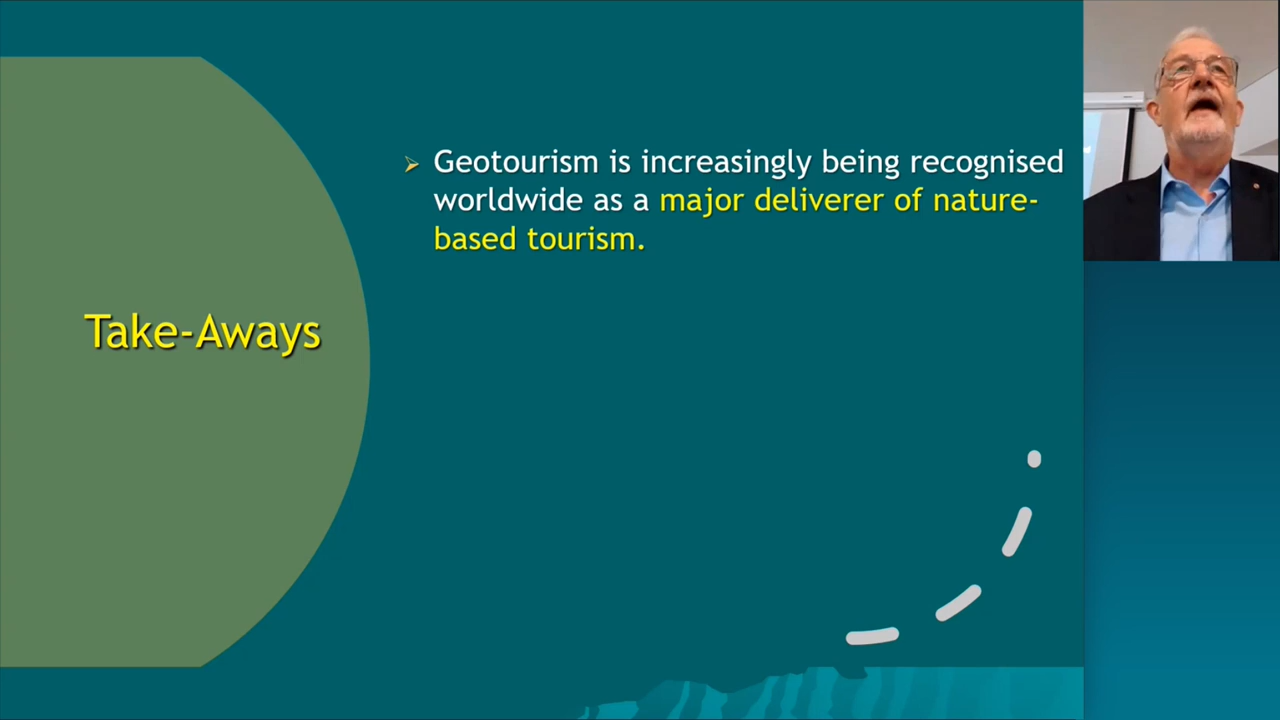 Take-Aways
Geotourism is increasingly being recognised
worldwide as a major deliverer of nature-
based tourism.